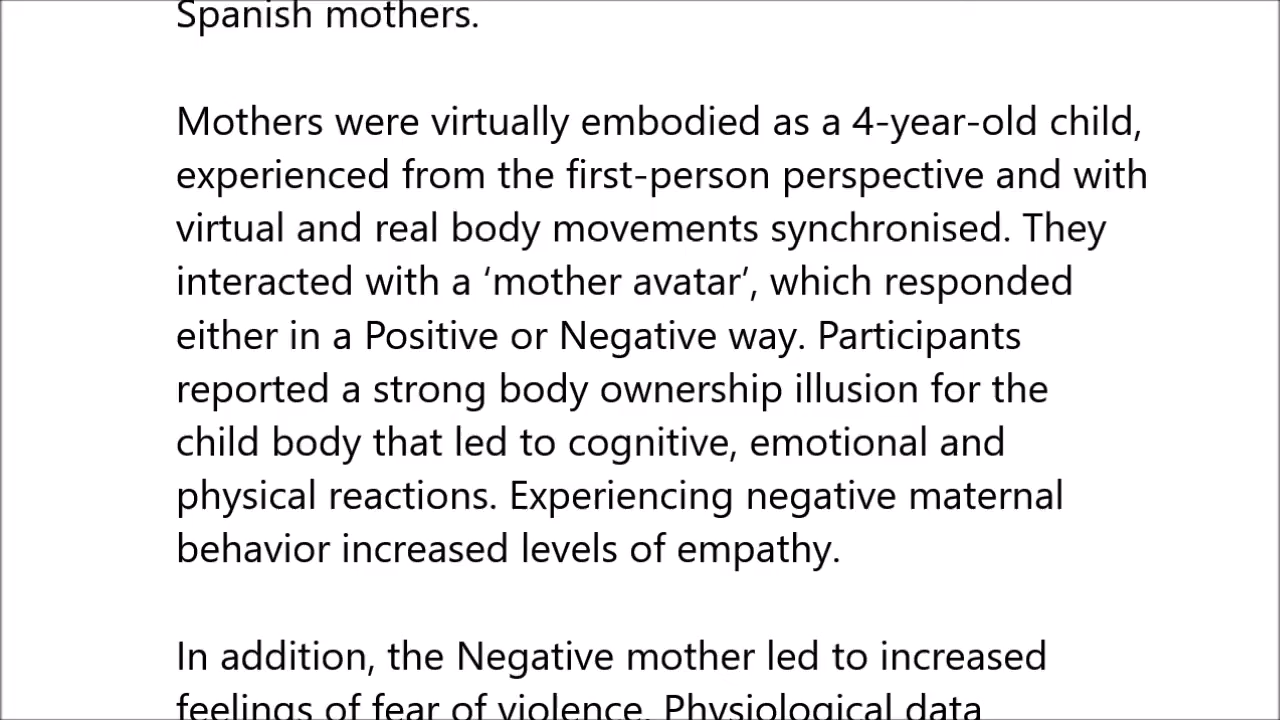 Spanish mothers.
Mothers were virtually embodied as a 4-year-old child,
experienced from the first-person perspective and with
virtual and real body movements synchronised. They
interacted with a ‘mother avatar’, which responded
either in a Positive or Negative way. Participants
reported a strong body ownership illusion for the
child body that led to cognitive, emotional and
physical reactions. Experiencing negative maternal
behavior increased levels of empathy.
In addition, the Negative mother led to increased
feelings of fear of violence. Physiological data